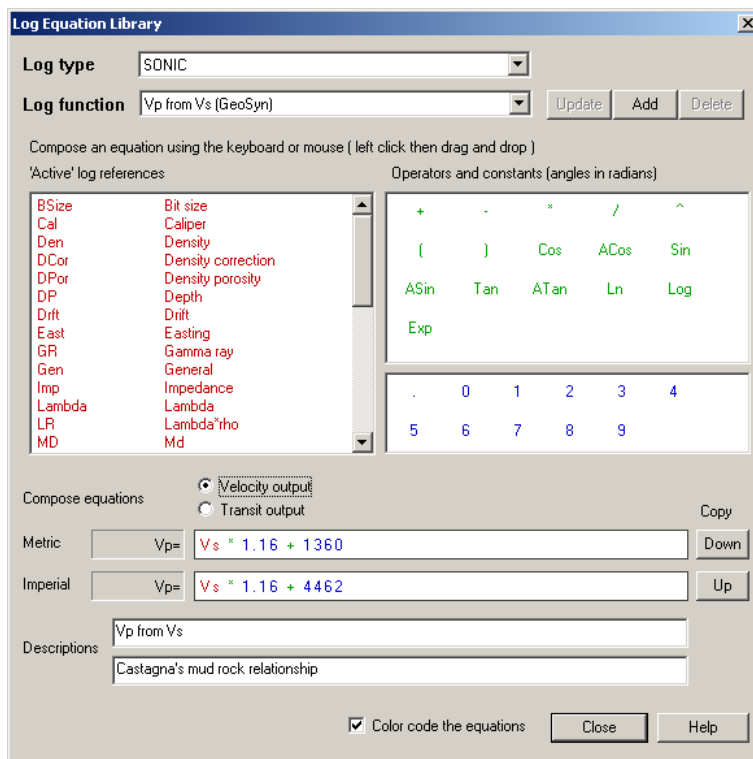 Log Equation Library
Log type SONIC
Log function Vp from Vs (GeoSyn) Update Add Delete
Compose an equation using the keyboard or mouse ( left click then drag and drop )
'Active' log references Operators and constants (angles in radians)
BSize Bit size
Cal Caliper
Den Density
DCor Density correction
DPor Density porosity
DP Depth
Drft Drift
East Easting
GR Gamma ray
Gen General
Imp Impedance
Lambda Lambda
LR Lambda*rho
MD Md
+ - * / ^
( ) Cos ACos Sin
ASin Tan ATan Ln Log
Exp
. 0 1 2 3 4
5 6 7 8 9
Compose equations Velocity output
Transit output
Copy
Metric Vp= Vs * 1.16 + 1360 Down
Imperial Vp= Vs * 1.16 + 4462 Up
Descriptions Vp from Vs
Castagna's mud rock relationship
Color code the equations Close Help